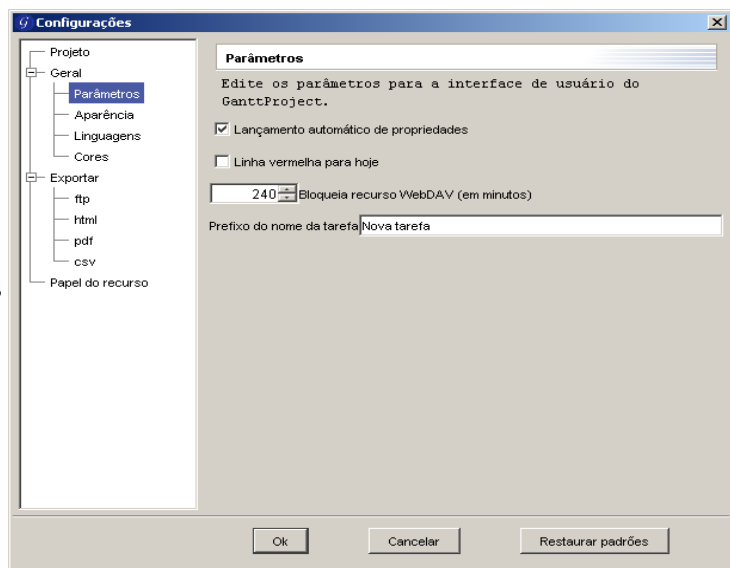 Configurações
Projeto
Geral
Parâmetros
Aparência
Linguagens
Cores
Exportar
ftp
html
pdf
csv
Papel do recurso
Parâmetros
Edite os parâmetros para a interface de usuário do
GanttProject.
Lançamento automático de propriedades
Linha vermelha para hoje
240 Bloqueia recurso WebDAV (em minutos)
Prefixo do nome da tarefa Nova tarefa
Ok Cancelar Restaurar padrões